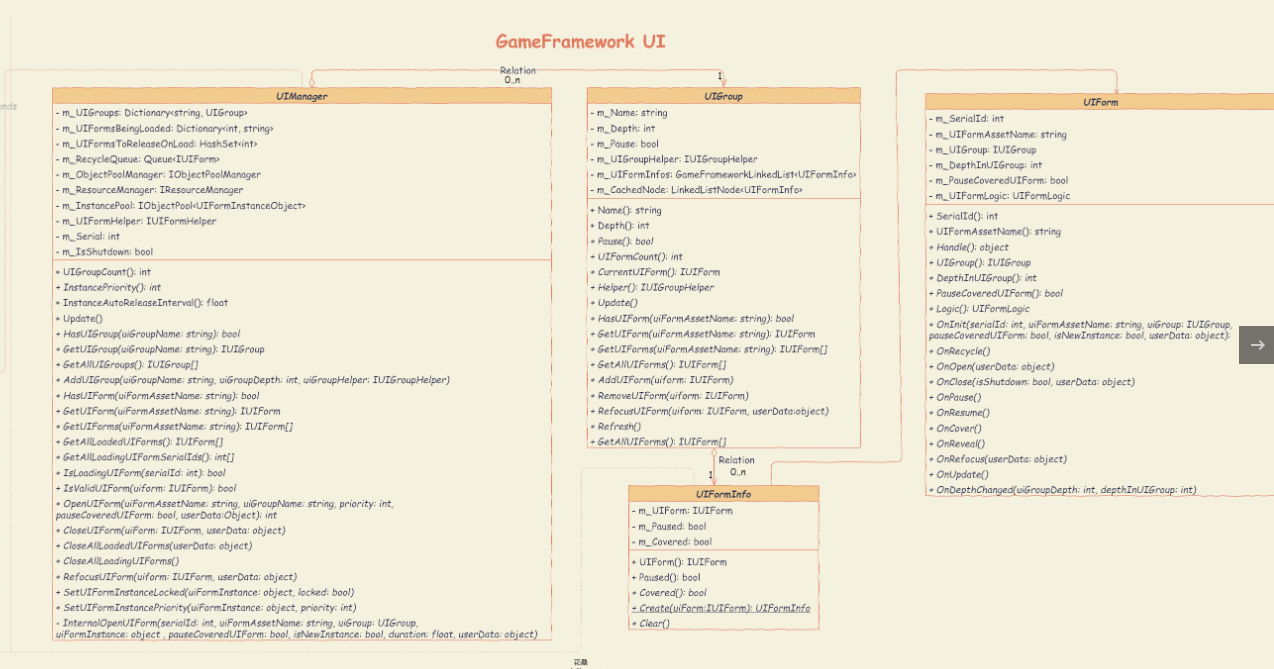 GameFramework UI
Relation
0..n
1
ends
UIManager
- m_UIGroups: Dictionary<string, UIGroup>
- m_UIFormsBeingLoaded: Dictionary<int, string>
- m_UIFormsToReleaseOnLoad: HashSet<int>
- m_RecycleQueue: Queue<IUIForm>
- m_ObjectPoolManager: IObjectPoolManager
- m_ResourceManager: IResourceManager
- m_InstancePool: IObjectPool<UIFormInstanceObject>
- m_UIFormHelper: IUIFormHelper
- m_Serial: int
- m_IsShutdown: bool
+ UIGroupCount(): int
+ InstancePriority(): int
+ InstanceAutoReleaseInterval(): float
+ Update()
+ HasUIGroup(uiGroupName: string): bool
+ GetUIGroup(uiGroupName: string): IUIGroup
+ GetAllUIGroups(): IUIGroup[]
+ AddUIGroup(uiGroupName: string, uiGroupDepth: int, uiGroupHelper: IUIGroupHelper)
+ HasUIForm(uiFormAssetName: string): bool
+ GetUIForm(uiFormAssetName: string): IUIForm
+ GetUIForms(uiFormAssetName: string): IUIForm[]
+ GetAllLoadedUIForms(): IUIForm[]
+ GetAllLoadingUIFormSerialIds(): int[]
+ IsLoadingUIForm(serialId: int): bool
+ IsValidUIForm(uiform: IUIForm): bool
+ OpenUIForm(uiFormAssetName: string, uiGroupName: string, priority: int,
pauseCoveredUIForm: bool, userData:Object): int
+ CloseUIForm(uiForm: IUIForm, userData: object)
+ CloseAllLoadedUIForms(userData: object)
+ CloseAllLoadingUIForms()
+ RefocusUIForm(uiform: IUIForm, userData: object)
+ SetUIFormInstanceLocked(uiFormInstance: object, locked: bool)
+ SetUIFormInstancePriority(uiFormInstance: object, priority: int)
- InternalOpenUIForm(serialId: int, uiFormAssetName: string, uiGroup: UIGroup,
uiFormInstance: object , pauseCoveredUIForm: bool, isNewInstance: bool, duration: float, userData: object)
UIGroup
- m_Name: string
- m_Depth: int
- m_Pause: bool
- m_UIGroupHelper: IUIGroupHelper
- m_UIFormInfos: GameFrameworkLinkedList<UIFormInfo>
- m_CachedNode: LinkedListNode<UIFormInfo>
+ Name(): string
+ Depth(): int
+ Pause(): bool
+ UIFormCount(): int
+ CurrentUIForm(): IUIForm
+ Helper(): IUIGroupHelper
+ Update()
+ HasUIForm(uiFormAssetName: string): bool
+ GetUIForm(uiFormAssetName: string): IUIForm
+ GetUIForms(uiFormAssetName: string): IUIForm[]
+ GetAllUIForms(): IUIForm[]
+ AddUIForm(uiform: IUIForm)
+ RemoveUIForm(uiform: IUIForm)
+ RefocusUIForm(uiform: IUIForm, userData:object)
+ Refresh()
+ GetAllUIForms(): IUIForm[]
Relation
0..n
1
UIFormInfo
- m_UIForm: IUIForm
- m_Paused: bool
- m_Covered: bool
+ UIForm(): IUIForm
+ Paused(): bool
+ Covered(): bool
+ Create(uiForm:IUIForm): UIFormInfo
+ Clear()
UIForm
- m_SerialId: int
- m_UIFormAssetName: string
- m_UIGroup: IUIGroup
- m_DepthInUIGroup: int
- m_PauseCoveredUIForm: bool
- m_UIFormLogic: UIFormLogic
+ SerialId(): int
+ UIFormAssetName(): string
+ Handle(): object
+ UIGroup(): IUIGroup
+ DepthInUIGroup(): int
+ PauseCoveredUIForm(): bool
+ Logic(): UIFormLogic
+ OnInit(serialId: int, uiFormAssetName: string, uiGroup: IUIGroup,
pauseCoveredUIForm: bool, isNewInstance: bool, userData: object):
+ OnRecycle()
+ OnOpen(userData: object)
+ OnClose(isShutdown: bool, userData: object)
+ OnPause()
+ OnResume()
+ OnCover()
+ OnReveal()
+ OnRefocus(userData: object)
+ OnUpdate()
+ OnDepthChanged(uiGroupDepth: int, depthInUIGroup: int)
花桑